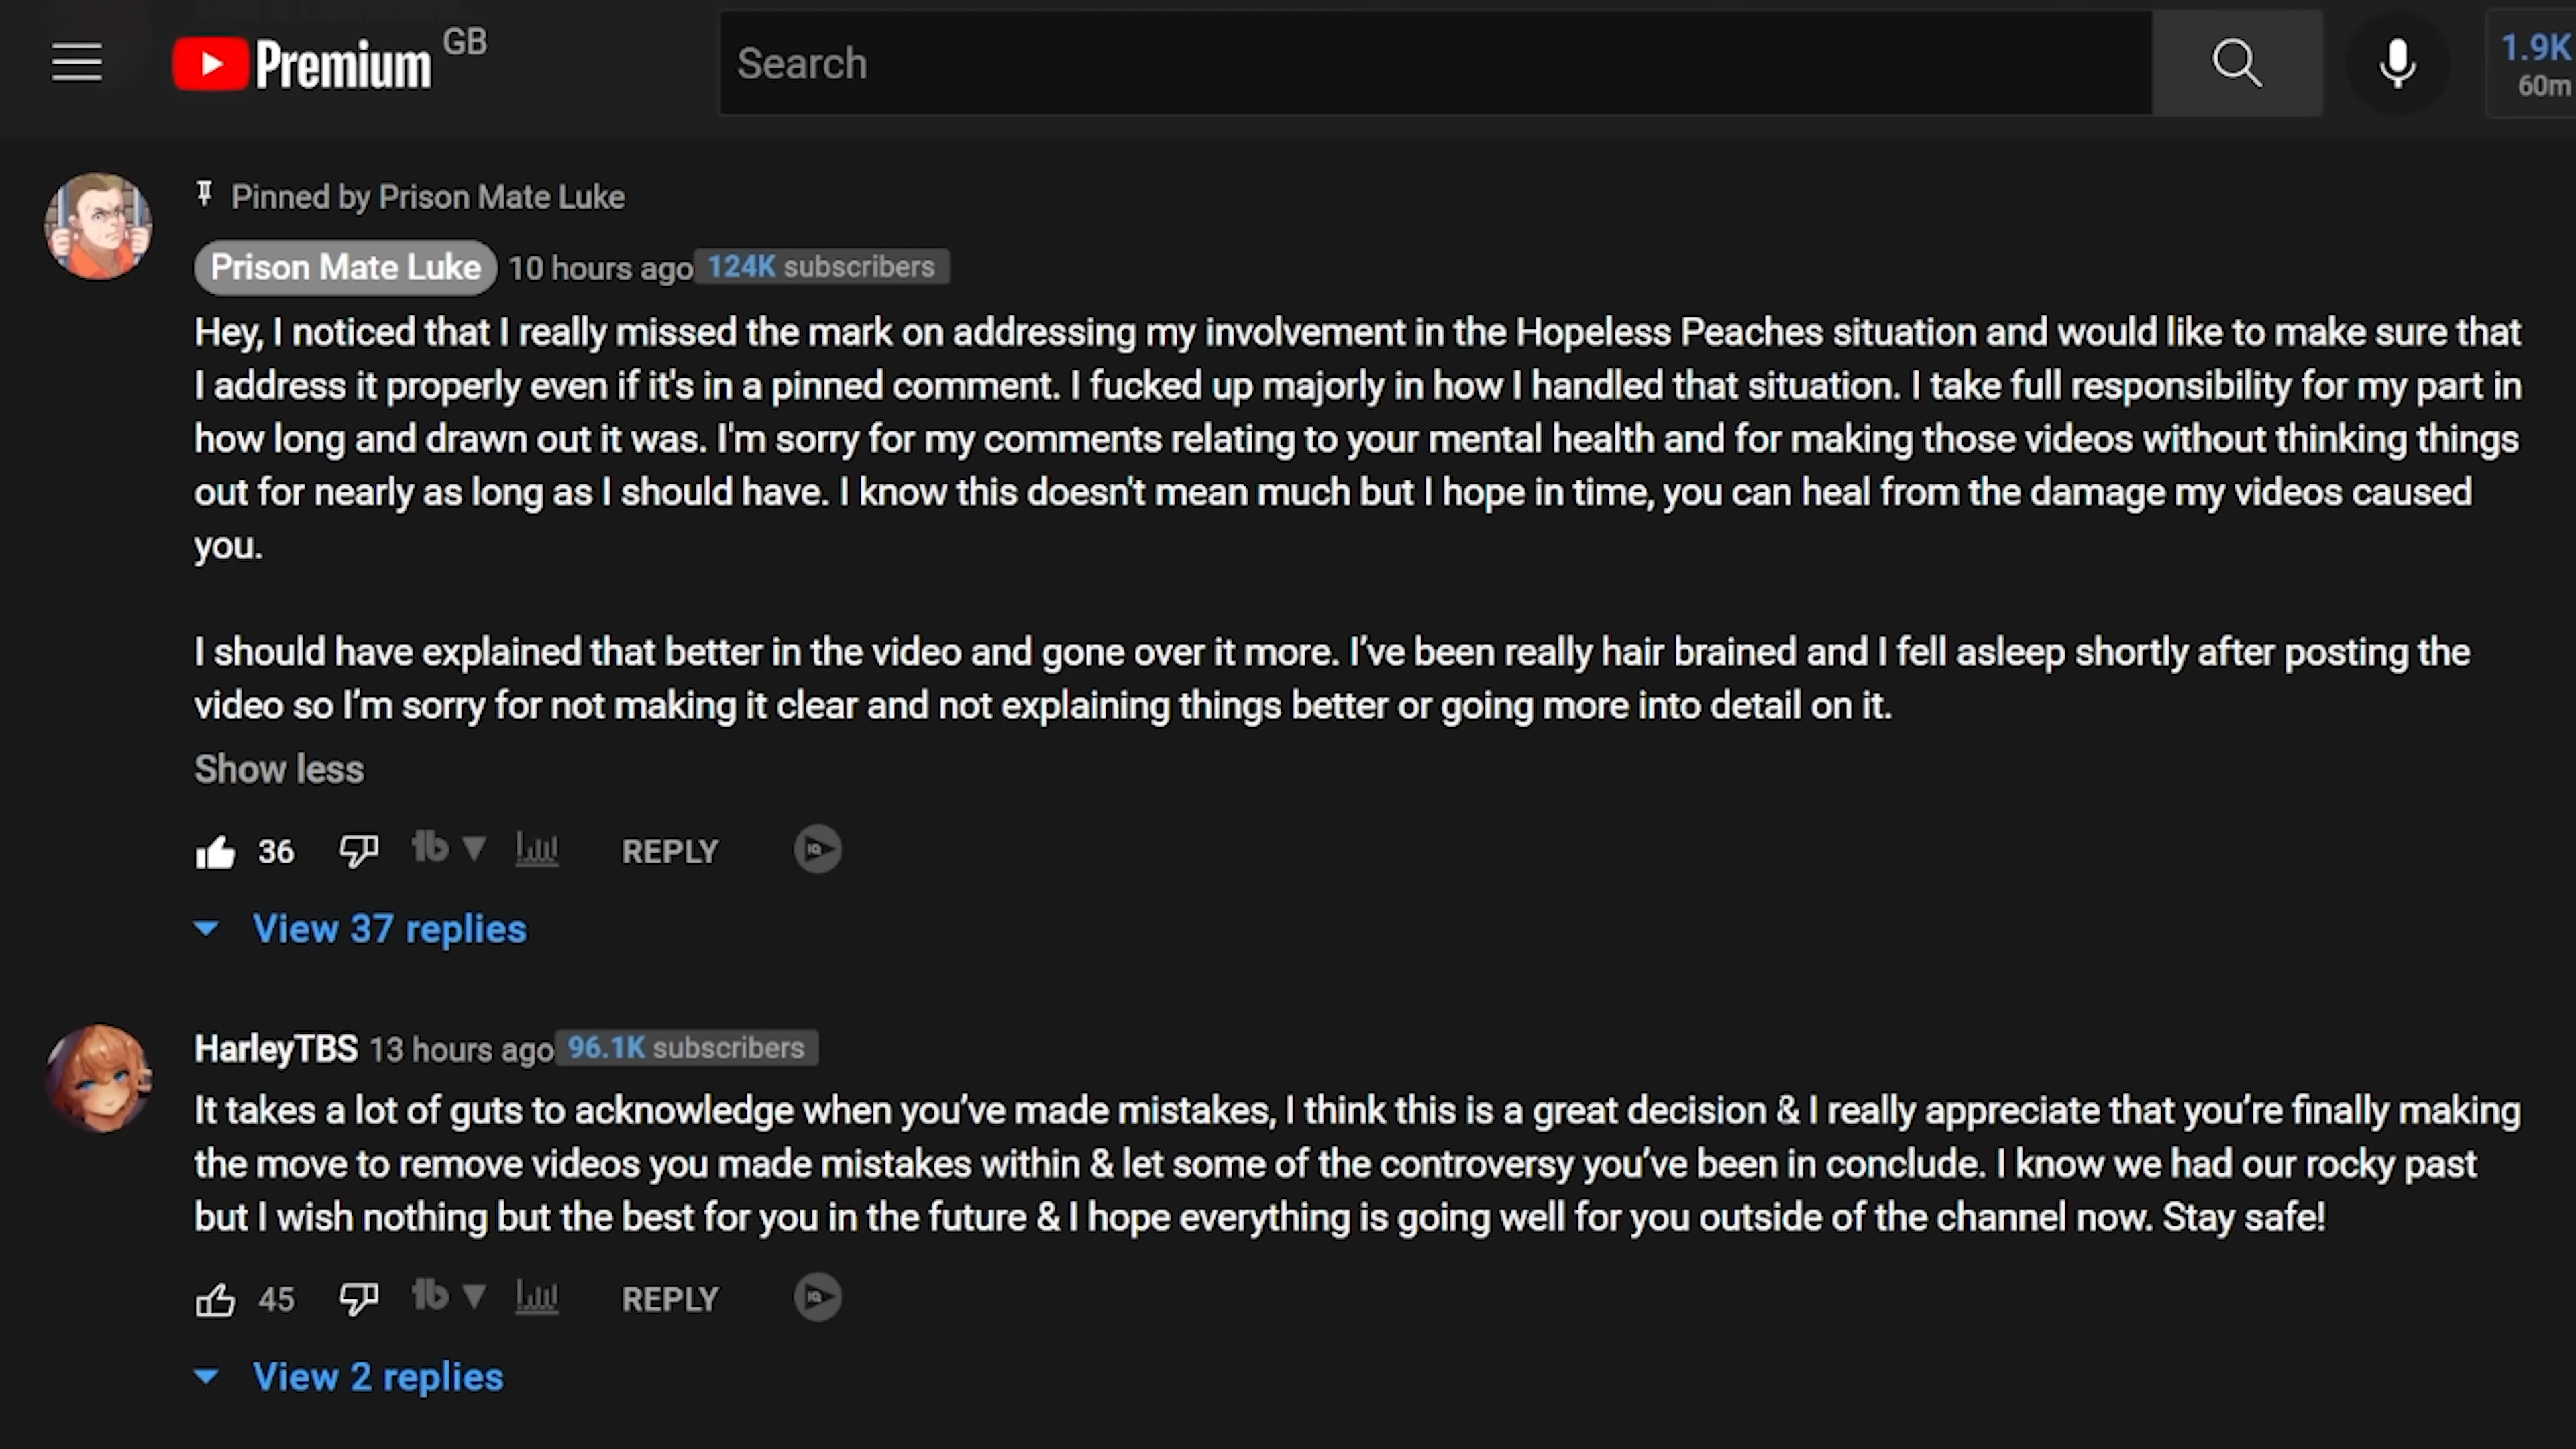 Premium GB
Search
1.9K
60m
Pinned by Prison Mate Luke
Prison Mate Luke 10 hours ago 124K subscribers
Hey, I noticed that I really missed the mark on addressing my involvement in the Hopeless Peaches situation and would like to make sure that
I address it properly even if it's in a pinned comment. I fucked up majorly in how I handled that situation. I take full responsibility for my part in
how long and drawn out it was. I'm sorry for my comments relating to your mental health and for making those videos without thinking things
out for nearly as long as I should have. I know this doesn't mean much but I hope in time, you can heal from the damage my videos caused
you.
I should have explained that better in the video and gone over it more. I’ve been really hair brained and I fell asleep shortly after posting the
video so I’m sorry for not making it clear and not explaining things better or going more into detail on it.
Show less
36 tb REPLY IQ
View 37 replies
HarleyTBS 13 hours ago 96.1K subscribers
It takes a lot of guts to acknowledge when you’ve made mistakes, I think this is a great decision & I really appreciate that you’re finally making
the move to remove videos you made mistakes within & let some of the controversy you’ve been in conclude. I know we had our rocky past
but I wish nothing but the best for you in the future & I hope everything is going well for you outside of the channel now. Stay safe!
45 tb REPLY IQ
View 2 replies